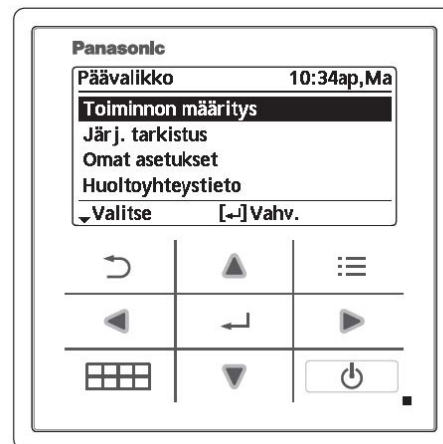 Panasonic
Päävalikko 10:34ap,Ma
Toiminnon määritys
Järj. tarkistus
Omat asetukset
Huoltoyhteystieto
Valitse [↵]Vahv.